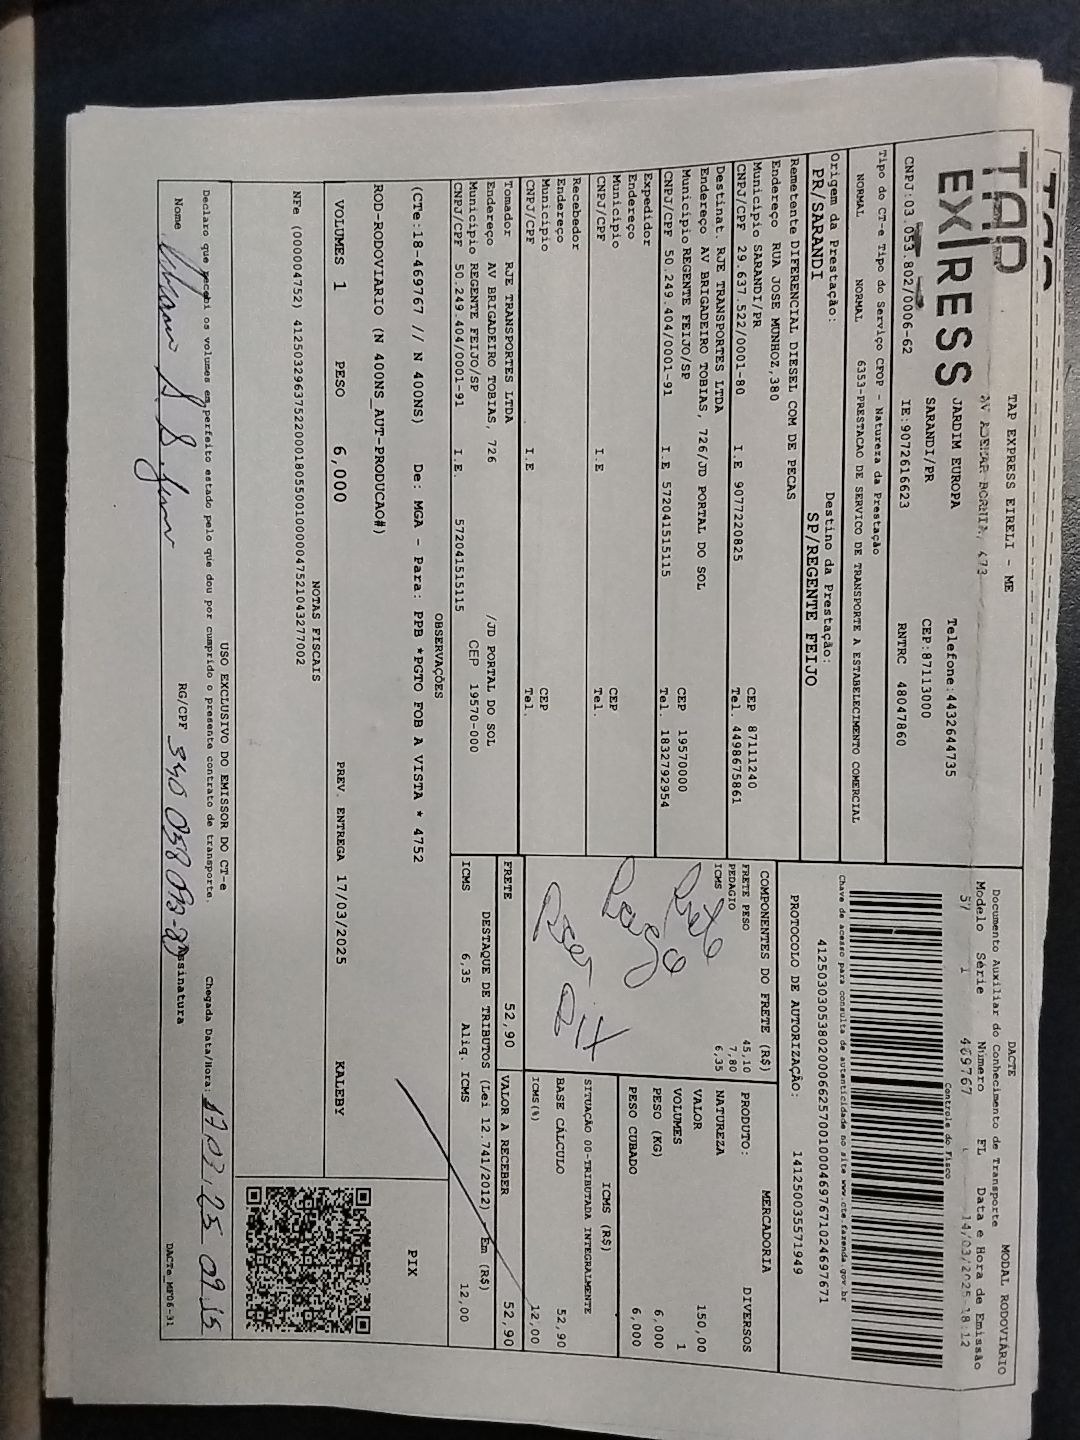 TAP
EX/RESS
TAP EXPRESS EIRELI - ME
AV ADEMAR BORNIA, 473
JARDIM EUROPA
SARANDI/PR
Telefone:4432644735
CEP:87113000
CNPJ:03.053.802/0006-62
IE:9072616623
RNTRC 48047860
DACTE
MODAL RODOVIÁRIO
Documento Auxiliar do Conhecimento de Transporte
Modelo Série Número FL Data e Hora de Emissão
57 1 469767 14/03/2025 18:12
Controle do Fisco
Chave de acesso para consulta de autenticidade no site www.cte.fazenda.gov.br
41250303053802000662570010004697671024697671
PROTOCOLO DE AUTORIZAÇÃO: 141250035571949
Tipo do CT-e Tipo do Serviço CFOP - Natureza da Prestação
NORMAL NORMAL 6353-PRESTACAO DE SERVICO DE TRANSPORTE A ESTABELECIMENTO COMERCIAL
Origem da Prestação:
PR/SARANDI
Destino da Prestação:
SP/REGENTE FEIJO
Remetente DIFERENCIAL DIESEL COM DE PECAS
Endereço RUA JOSE MUNHOZ,380
Município SARANDI/PR CEP 87111240
CNPJ/CPF 29.637.522/0001-80 I.E 9077220825 Tel. 4498675861
Destinat. RJE TRANSPORTES LTDA
Endereço AV BRIGADEIRO TOBIAS, 726/JD PORTAL DO SOL
Município REGENTE FEIJO/SP CEP 19570000
CNPJ/CPF 50.249.404/0001-91 I.E 572041515115 Tel. 1832792954
Expedidor
Endereço
Município CEP
CNPJ/CPF I.E Tel.
Recebedor
Endereço
Município CEP
CNPJ/CPF I.E Tel.
Tomador RJE TRANSPORTES LTDA
Endereço AV BRIGADEIRO TOBIAS, 726 /JD PORTAL DO SOL
Município REGENTE FEIJO/SP CEP 19570-000
CNPJ/CPF 50.249.404/0001-91 I.E. 572041515115
COMPONENTES DO FRETE (R$)
FRETE PESO 45,10
PEDAGIO 7,80
ICMS 6,35
Frete
Pago
PIX
MERCADORIA
PRODUTO: DIVERSOS
NATUREZA
VALOR 150,00
VOLUMES 1
PESO (KG) 6,000
PESO CUBADO 6,000
ICMS (R$)
SITUAÇÃO 00-TRIBUTADA INTEGRALMENTE
BASE CÁLCULO 52,90
ICMS(%) 12,00
FRETE 52,90
VALOR A RECEBER 52,90
DESTAQUE DE TRIBUTOS (Lei 12.741/2012) - Em (R$)
ICMS 6,35 Aliq. ICMS 12,00
OBSERVAÇÕES
(CTe:18-469767 // N 400NS) De: MGA - Para: PPB *PGTO FOB A VISTA * 4752
ROD-RODOVIARIO (N 400NS_AUT-PRODUCAO#)
PIX
VOLUMES 1 PESO 6,000 PREV. ENTREGA 17/03/2025 KALEBY
NOTAS FISCAIS
NFe (000004752) 41250329637522000180550010000047521043277002
USO EXCLUSIVO DO EMISSOR DO CT-e
Declaro que recebi os volumes em perfeito estado pelo que dou por cumprido o presente contrato de transporte.
Chegada Data/Hora: 17.03.25 09:15
Nome
RG/CPF
Assinatura
DACTe_MP06-31